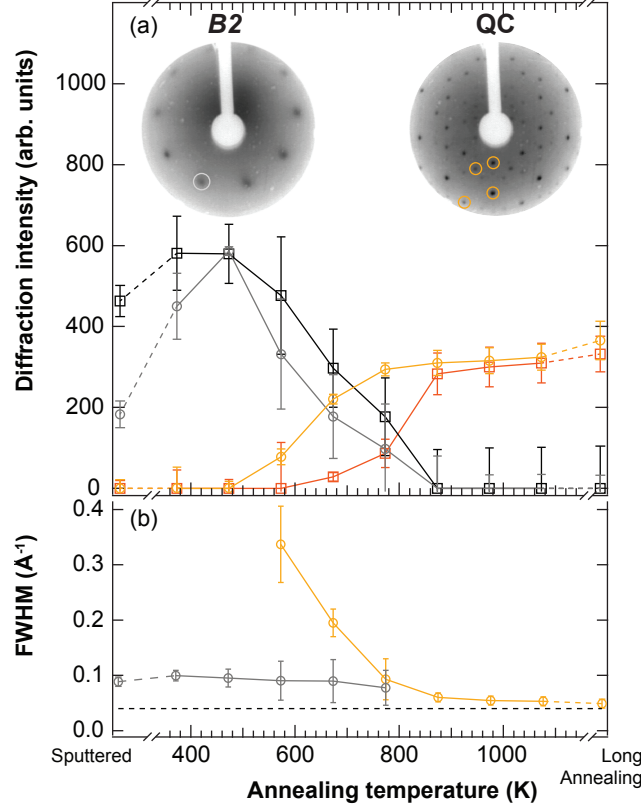 (a)
B2
QC
Diffraction intensity (arb. units)
1000
800
600
400
200
0
(b)
FWHM (Å⁻¹)
0.4
0.3
0.2
0.1
0.0
Sputtered
400
600
800
1000
Long
Annealing
Annealing temperature (K)